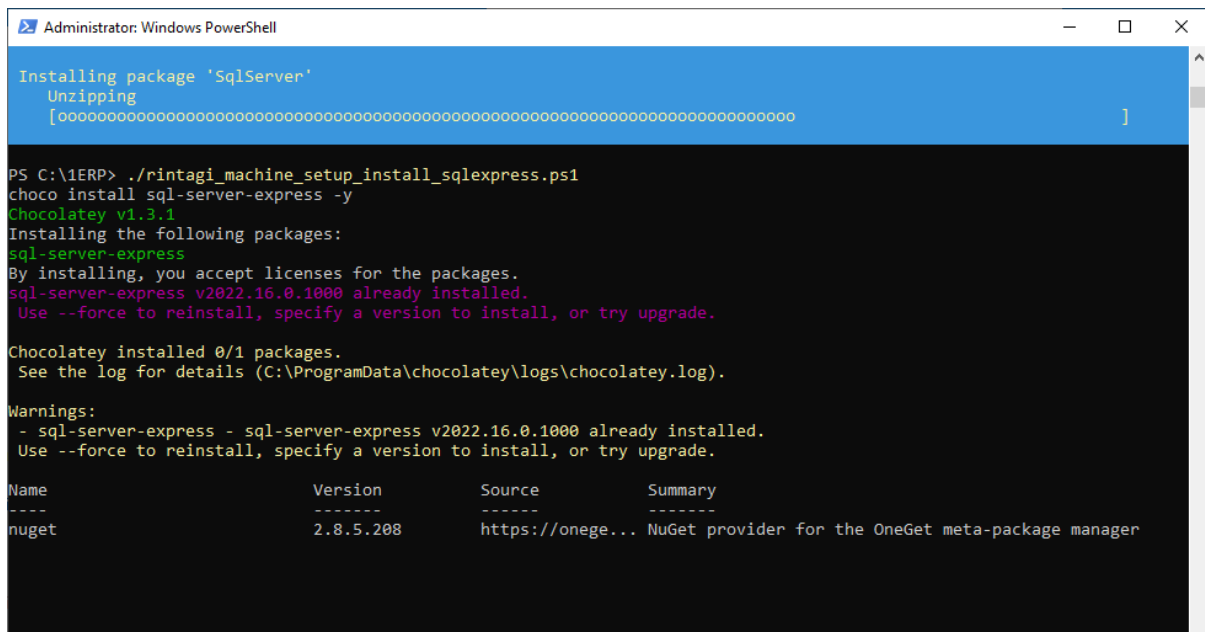 Administrator: Windows PowerShell
Installing package 'SqlServer'
Unzipping
[ooooooooooooooooooooooooooooooooooooooooooooooooooooooooooooooooooooooooooo ]
PS C:\1ERP> ./rintagi_machine_setup_install_sqlexpress.ps1
choco install sql-server-express -y
Chocolatey v1.3.1
Installing the following packages:
sql-server-express
By installing, you accept licenses for the packages.
sql-server-express v2022.16.0.1000 already installed.
Use --force to reinstall, specify a version to install, or try upgrade.
Chocolatey installed 0/1 packages.
See the log for details (C:\ProgramData\chocolatey\logs\chocolatey.log).
Warnings:
- sql-server-express - sql-server-express v2022.16.0.1000 already installed.
Use --force to reinstall, specify a version to install, or try upgrade.
Name Version Source Summary
---- ------- ------ -------
nuget 2.8.5.208 https://onege... NuGet provider for the OneGet meta-package manager